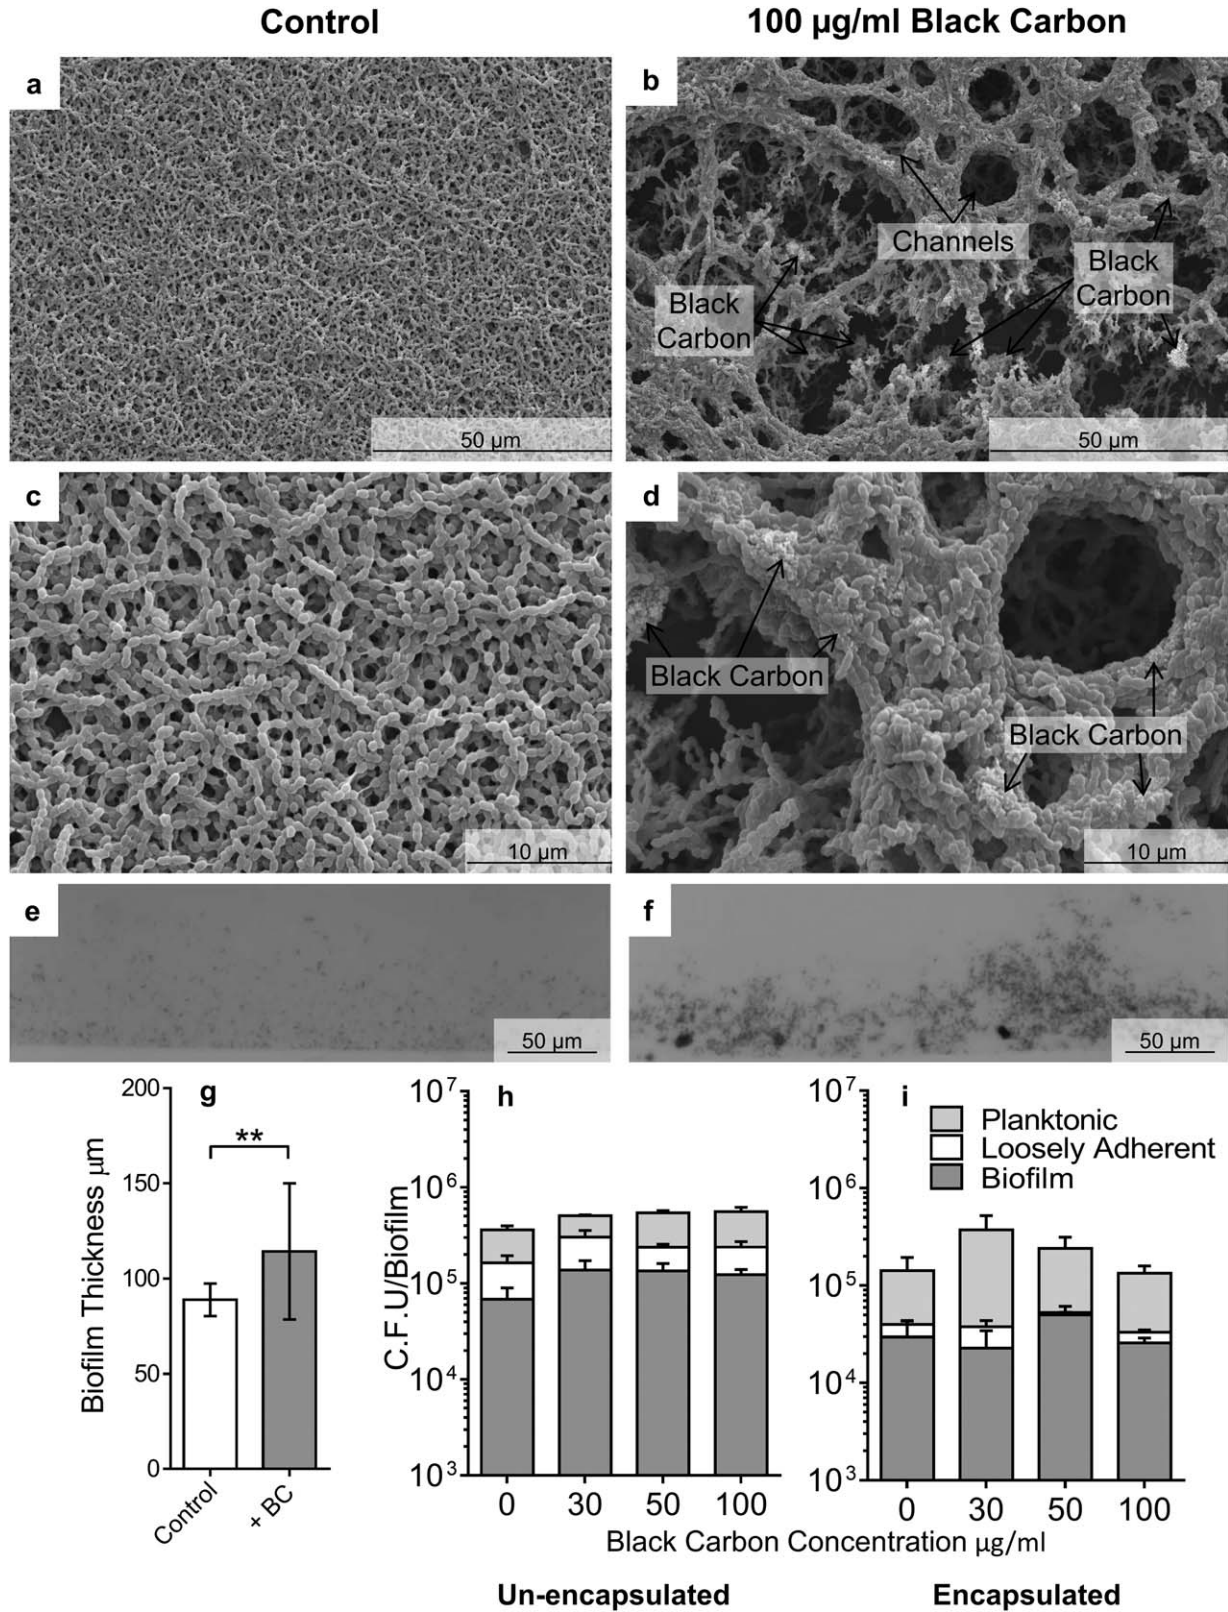 Control
100 µg/ml Black Carbon
a
b
Channels
Black
Carbon
Black
Carbon
50 µm
50 µm
c
d
Black Carbon
Black Carbon
10 µm
10 µm
e
f
50 µm
50 µm
g
**
200
150
100
50
0
Biofilm Thickness µm
Control
+ BC
h
10⁷
10⁶
10⁵
10⁴
10³
C.F.U/Biofilm
0 30 50 100
i
Planktonic
Loosely Adherent
Biofilm
10⁷
10⁶
10⁵
10⁴
10³
0 30 50 100
Black Carbon Concentration µg/ml
Un-encapsulated
Encapsulated